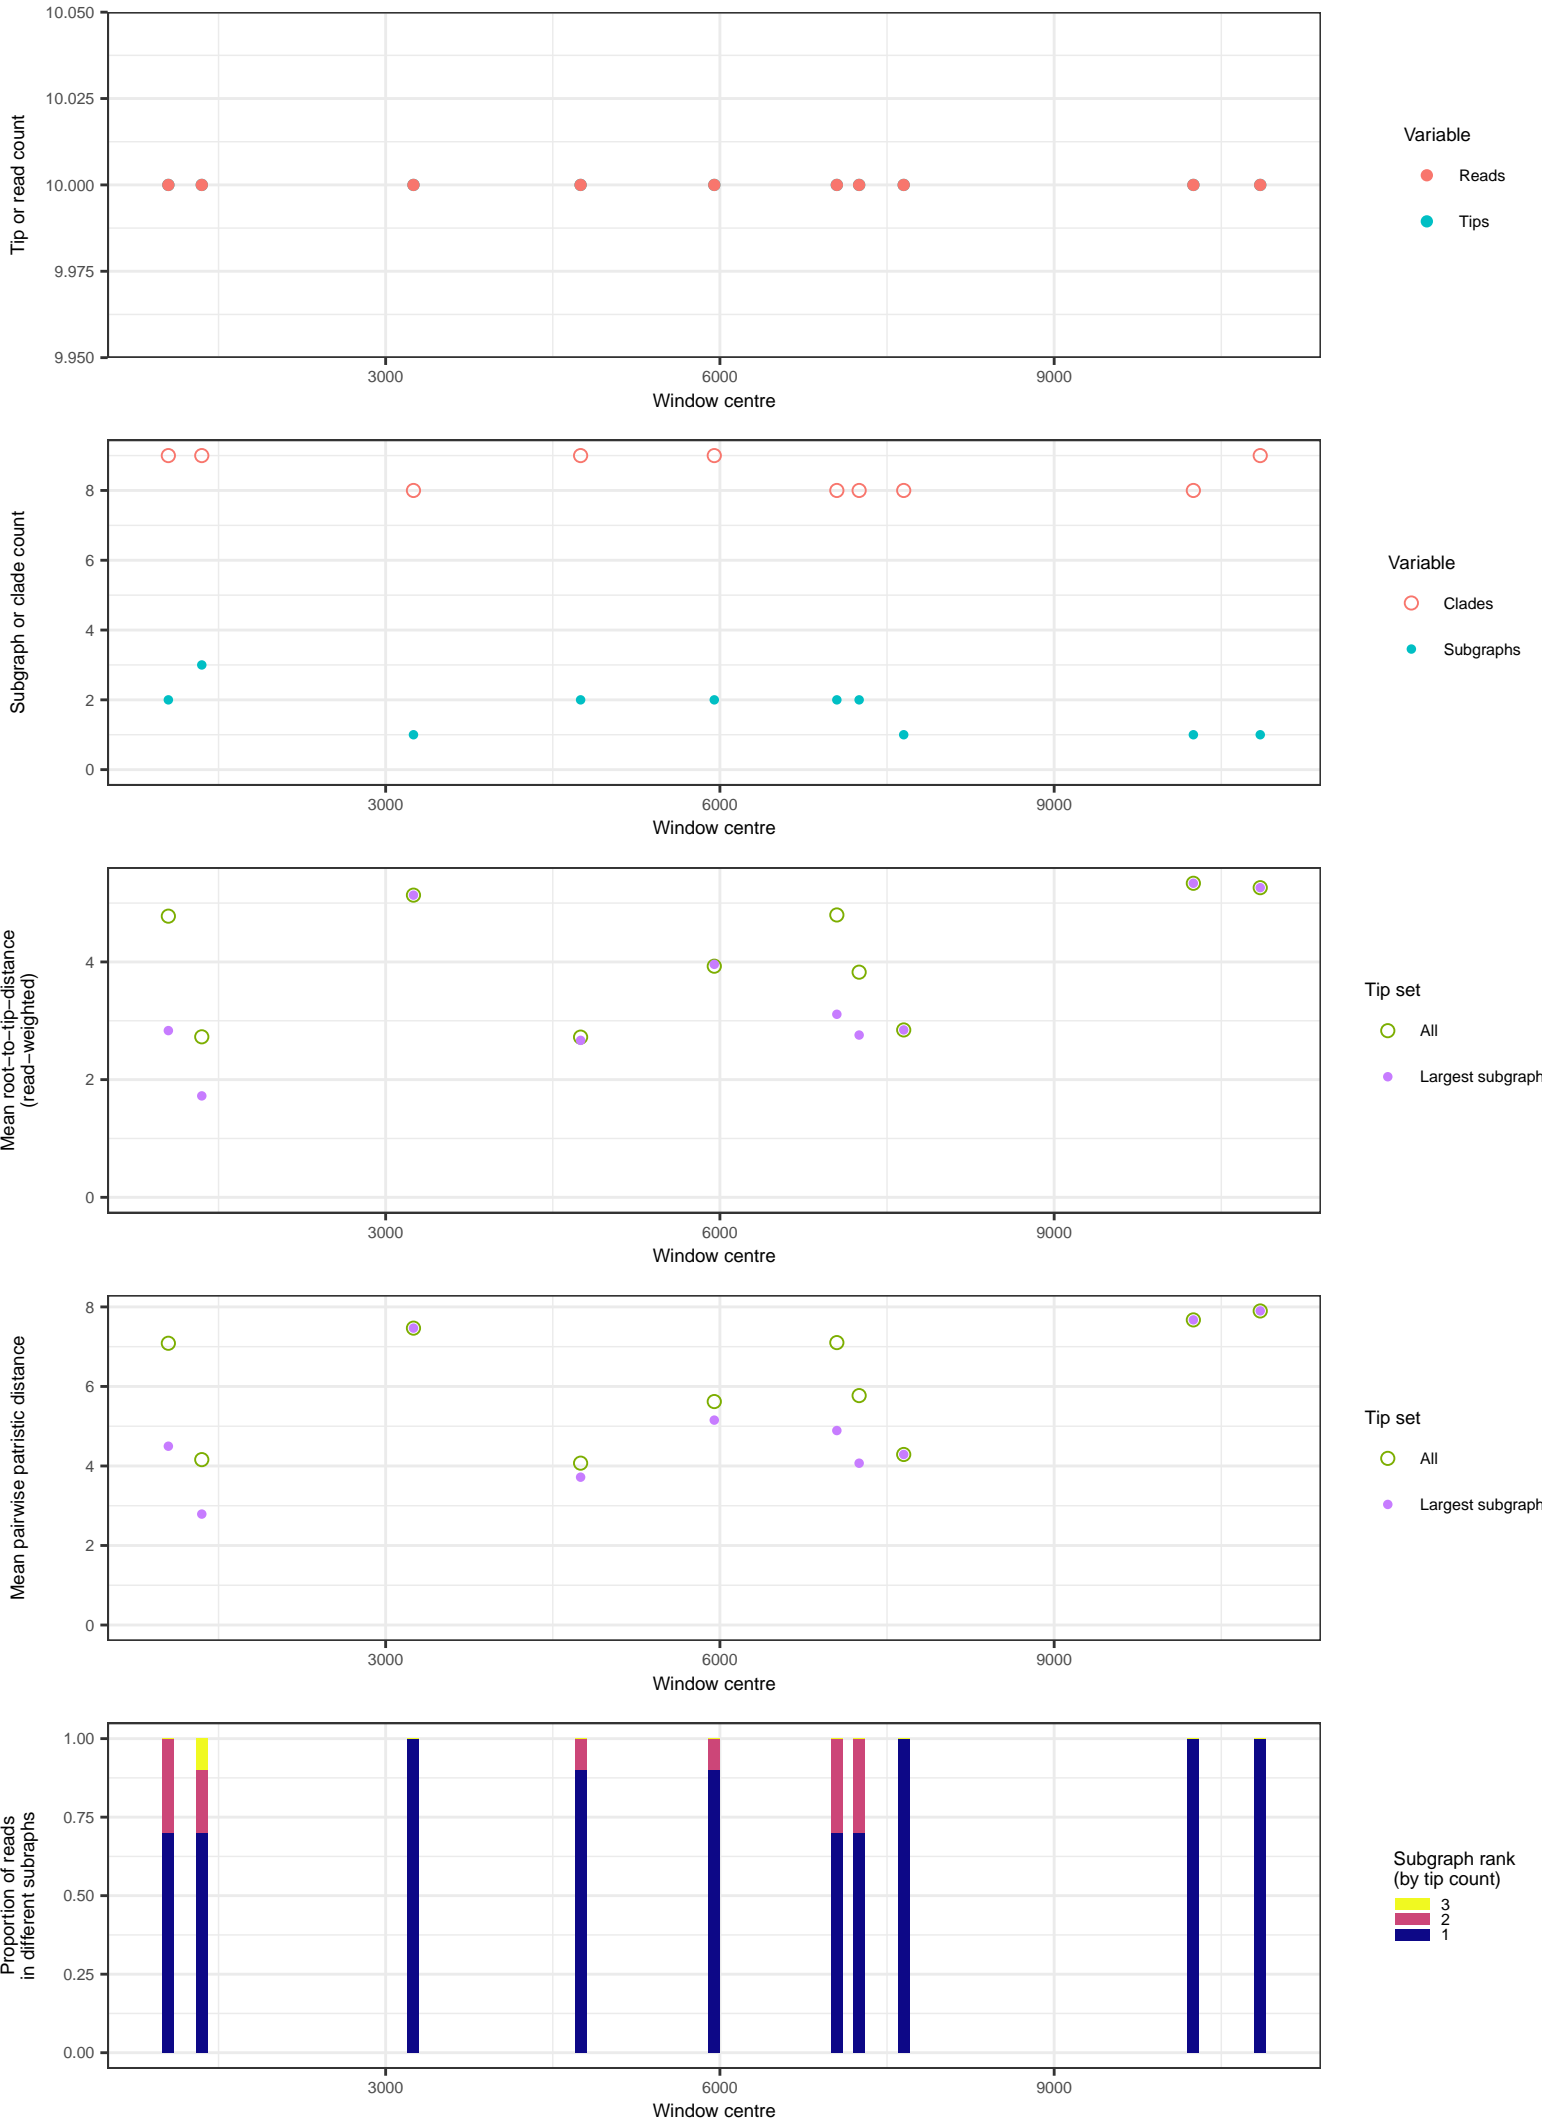 10.050
10.025
10.000
9.975
9.950
Tip or read count
3000
6000
9000
Window centre
Variable
Reads
Tips
8
6
4
2
0
Subgraph or clade count
3000
6000
9000
Window centre
Variable
Clades
Subgraphs
4
2
0
Mean root−to−tip−distance
(read−weighted)
3000
6000
9000
Window centre
Tip set
All
Largest subgraph
8
6
4
2
0
Mean pairwise patristic distance
3000
6000
9000
Window centre
Tip set
All
Largest subgraph
1.00
0.75
0.50
0.25
0.00
Proportion of reads
in different subraphs
3000
6000
9000
Window centre
Subgraph rank
(by tip count)
3
2
1